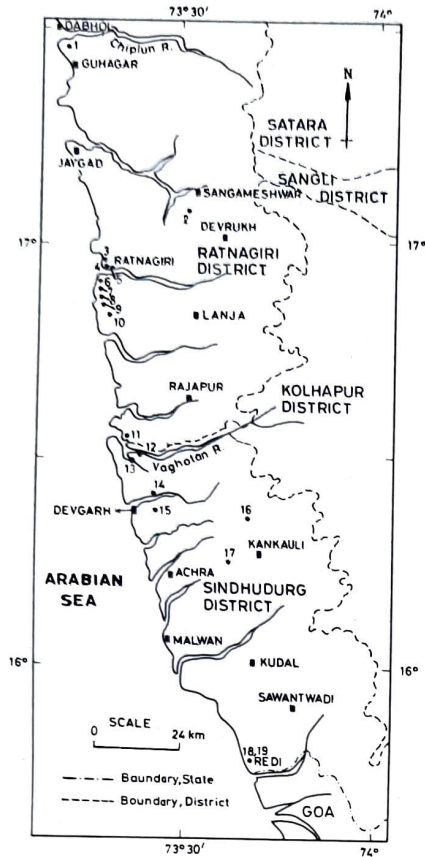 73°30'
74°
DABHOL
1
Chiplun R.
GUHAGAR
N
SATARA
DISTRICT
JAYGAD
SANGLI
DISTRICT
SANGAMESHWAR
2
DEVRUKH
17°
17°
3
RATNAGIRI
4
5
RATNAGIRI
DISTRICT
6
7
8
9
10
LANJA
RAJAPUR
KOLHAPUR
DISTRICT
11
12
13
Vaghotan R.
14
DEVGARH
15
16
KANKAULI
17
ARABIAN
SEA
ACHRA
SINDHUDURG
DISTRICT
MALWAN
16°
KUDAL
16°
SAWANTWADI
SCALE
0
24 km
18,19
REDI
Baundary, State
Boundary, District
GOA
73°30'
74°